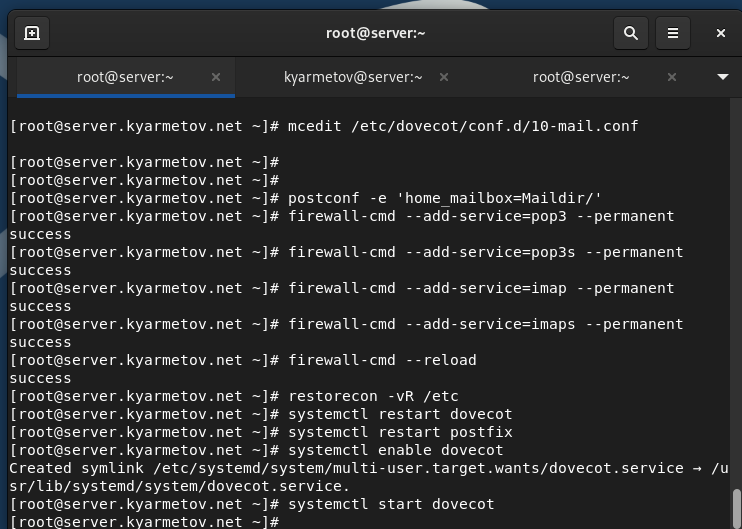 root@server:~
root@server:~ kyarmetov@server:~ root@server:~
[root@server.kyarmetov.net ~]# mcedit /etc/dovecot/conf.d/10-mail.conf
[root@server.kyarmetov.net ~]#
[root@server.kyarmetov.net ~]#
[root@server.kyarmetov.net ~]# postconf -e 'home_mailbox=Maildir/'
[root@server.kyarmetov.net ~]# firewall-cmd --add-service=pop3 --permanent
success
[root@server.kyarmetov.net ~]# firewall-cmd --add-service=pop3s --permanent
success
[root@server.kyarmetov.net ~]# firewall-cmd --add-service=imap --permanent
success
[root@server.kyarmetov.net ~]# firewall-cmd --add-service=imaps --permanent
success
[root@server.kyarmetov.net ~]# firewall-cmd --reload
success
[root@server.kyarmetov.net ~]# restorecon -vR /etc
[root@server.kyarmetov.net ~]# systemctl restart dovecot
[root@server.kyarmetov.net ~]# systemctl restart postfix
[root@server.kyarmetov.net ~]# systemctl enable dovecot
Created symlink /etc/systemd/system/multi-user.target.wants/dovecot.service → /u
sr/lib/systemd/system/dovecot.service.
[root@server.kyarmetov.net ~]# systemctl start dovecot
[root@server.kyarmetov.net ~]#